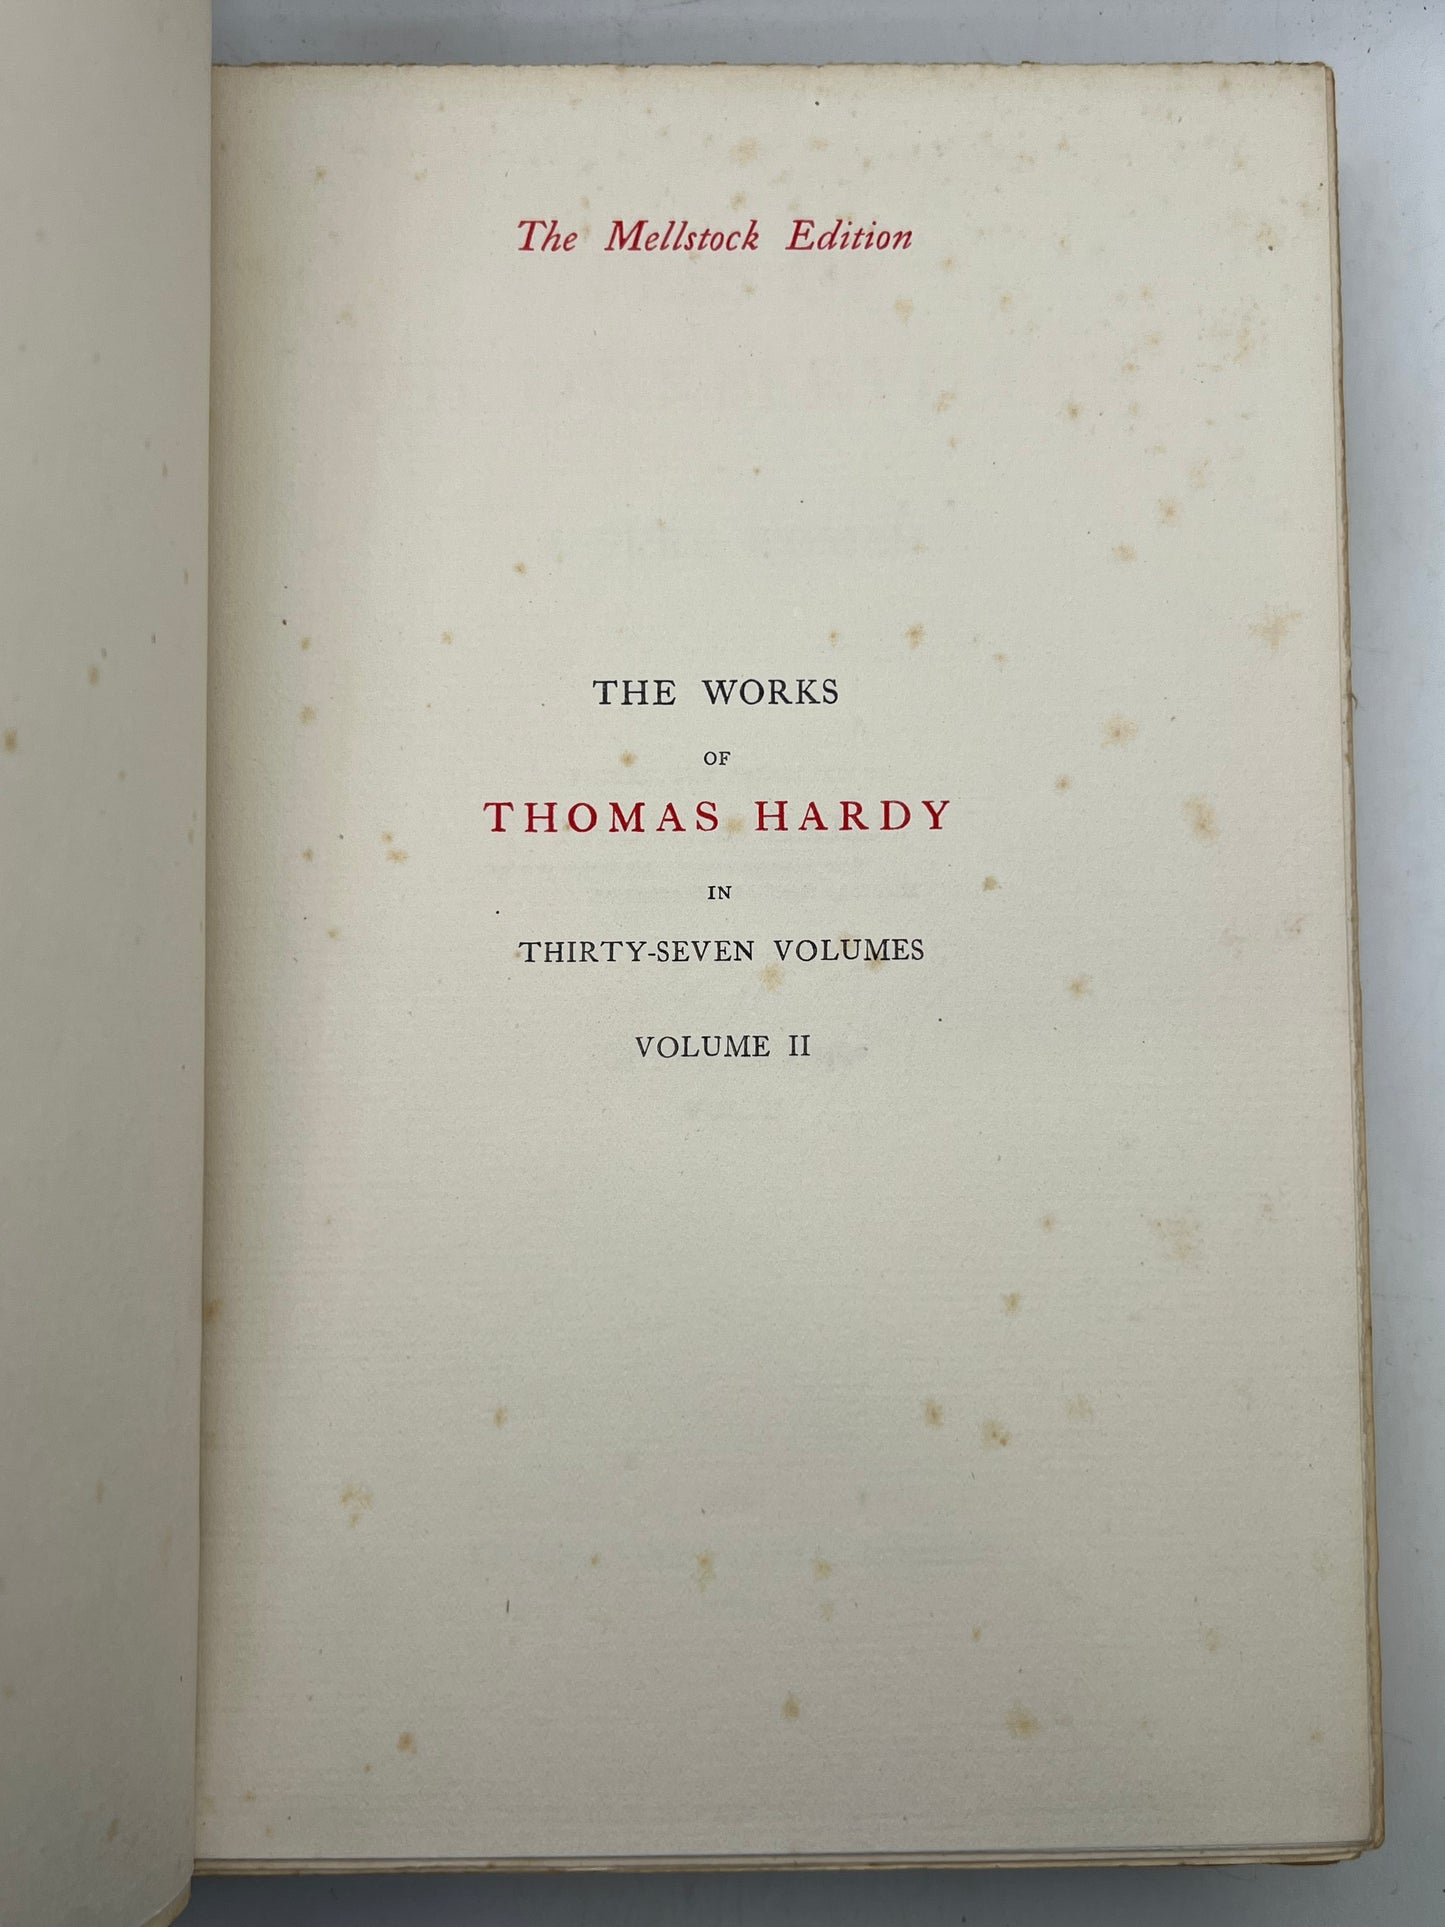 The Mellstock Edition
THE WORKS
OF
THOMAS HARDY
IN
THIRTY-SEVEN VOLUMES
VOLUME II